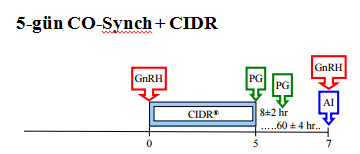 5-gün CO-Synch + CIDR
GnRH PG PG GnRH
CIDR® 8±2 hr AI
.....60 ± 4 hr..
0 5 7